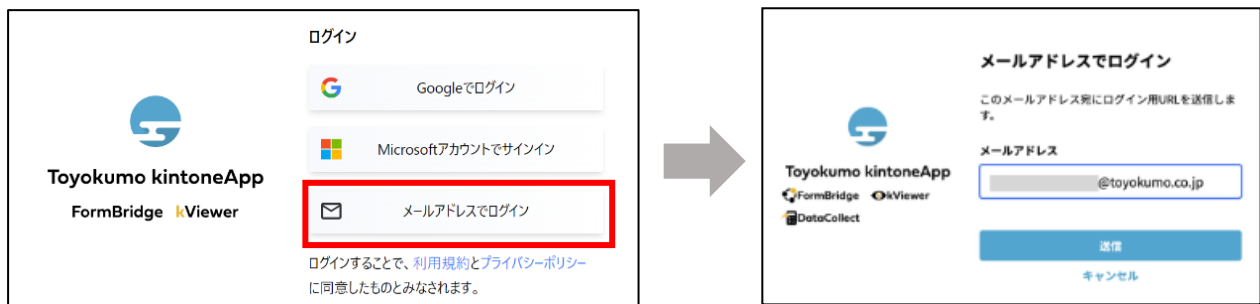 ログイン
Googleでログイン
Microsoftアカウントでサインイン
メールアドレスでログイン
ログインすることで、利用規約とプライバシーポリシー
に同意したものとみなされます。
Toyokumo kintoneApp
FormBridge kViewer
メールアドレスでログイン
このメールアドレス宛にログイン用URLを送信しま
す。
メールアドレス
@toyokumo.co.jp
送信
キャンセル
Toyokumo kintoneApp
FormBridge kViewer
DataCollect